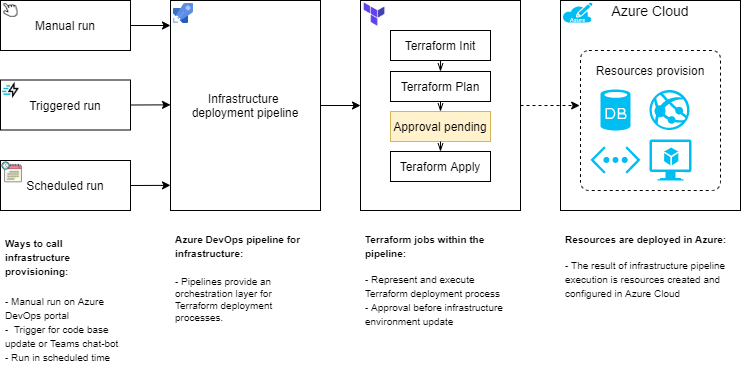 Manual run
Triggered run
Scheduled run
Infrastructure
deployment pipeline
Terraform Init
Terraform Plan
Approval pending
Teraform Apply
Azure
Azure Cloud
Resources provision
DB
Ways to call
infrastructure
provisioning:
- Manual run on Azure
DevOps portal
- Trigger for code base
update or Teams chat-bot
- Run in scheduled time
Azure DevOps pipeline for
infrastructure:
- Pipelines provide an
orchestration layer for
Terraform deployment
processes.
Terraform jobs within the
pipeline:
- Represent and execute
Terraform deployment process
- Approval before infrastructure
environment update
Resources are deployed in Azure:
- The result of infrastructure pipeline
execution is resources created and
configured in Azure Cloud